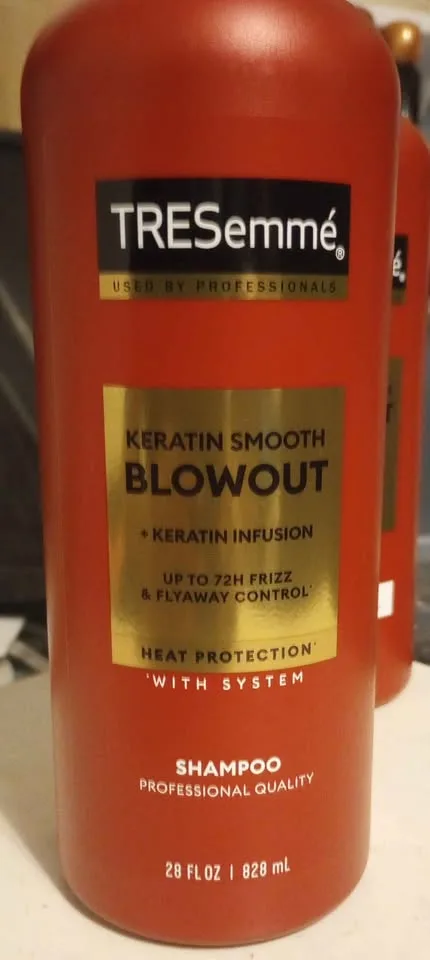 TRESemmé®
USED BY PROFESSIONALS
KERATIN SMOOTH
BLOWOUT
+ KERATIN INFUSION
UP TO 72H FRIZZ
& FLYAWAY CONTROL*
HEAT PROTECTION*
*WITH SYSTEM
SHAMPOO
PROFESSIONAL QUALITY
28 FL OZ | 828 mL
é®